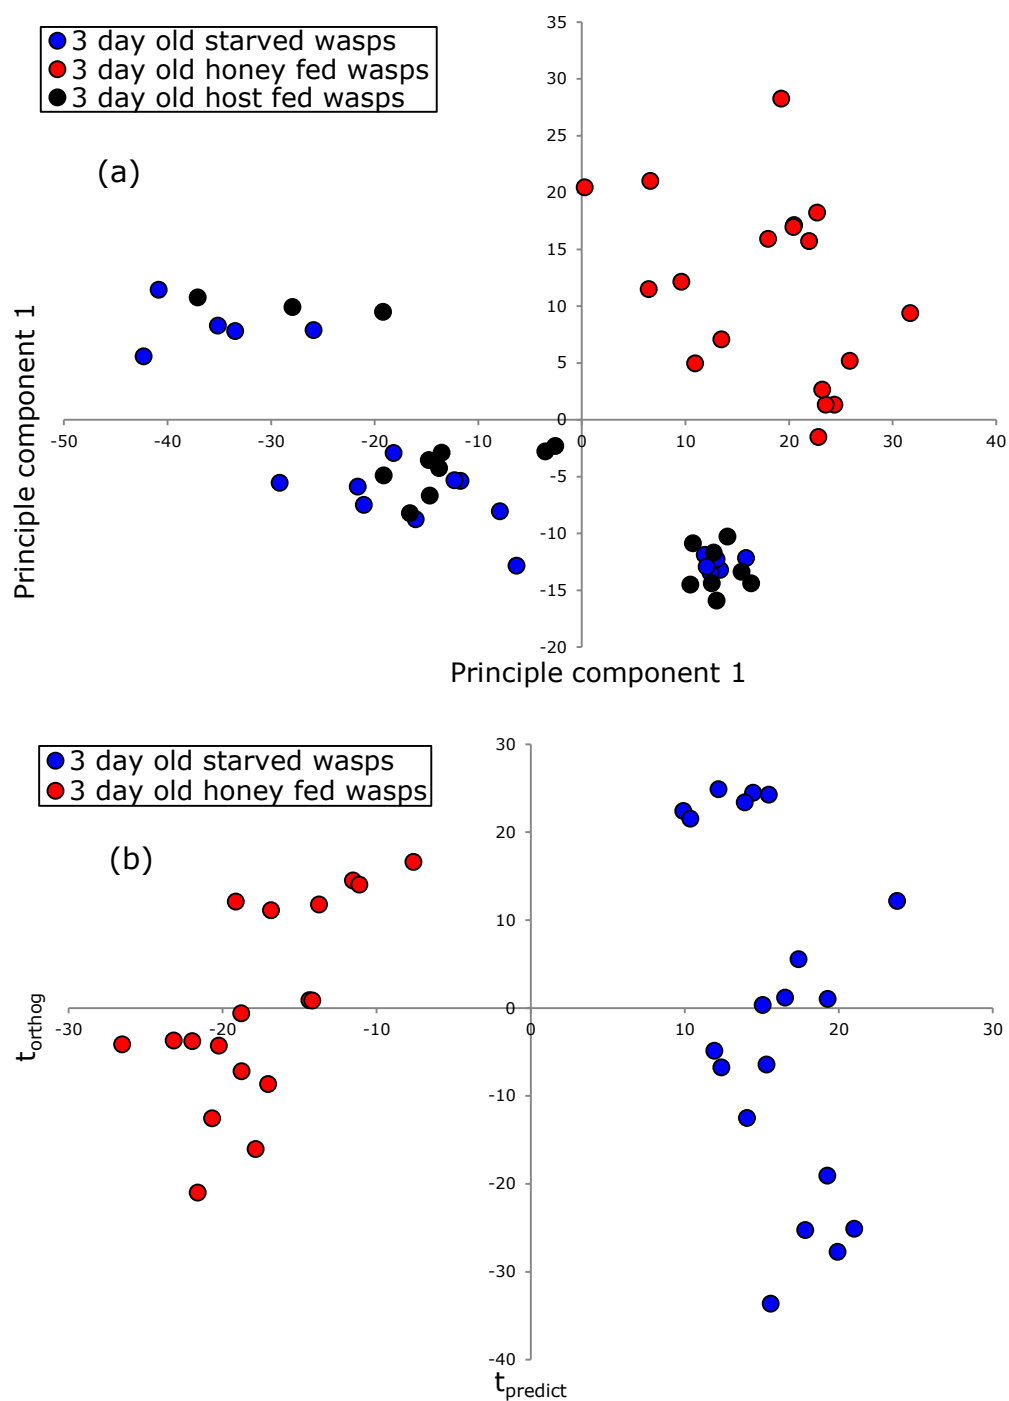 3 day old starved wasps
3 day old honey fed wasps
3 day old host fed wasps
(a)
35
30
25
20
15
10
5
0
-5
-10
-15
-20
-50 -40 -30 -20 -10 0 10 20 30 40
Principle component 1
Principle component 1
3 day old starved wasps
3 day old honey fed wasps
(b)
30
20
10
0
-10
-20
-30
-40
-30 -20 -10 0 10 20 30
torthog
tpredict